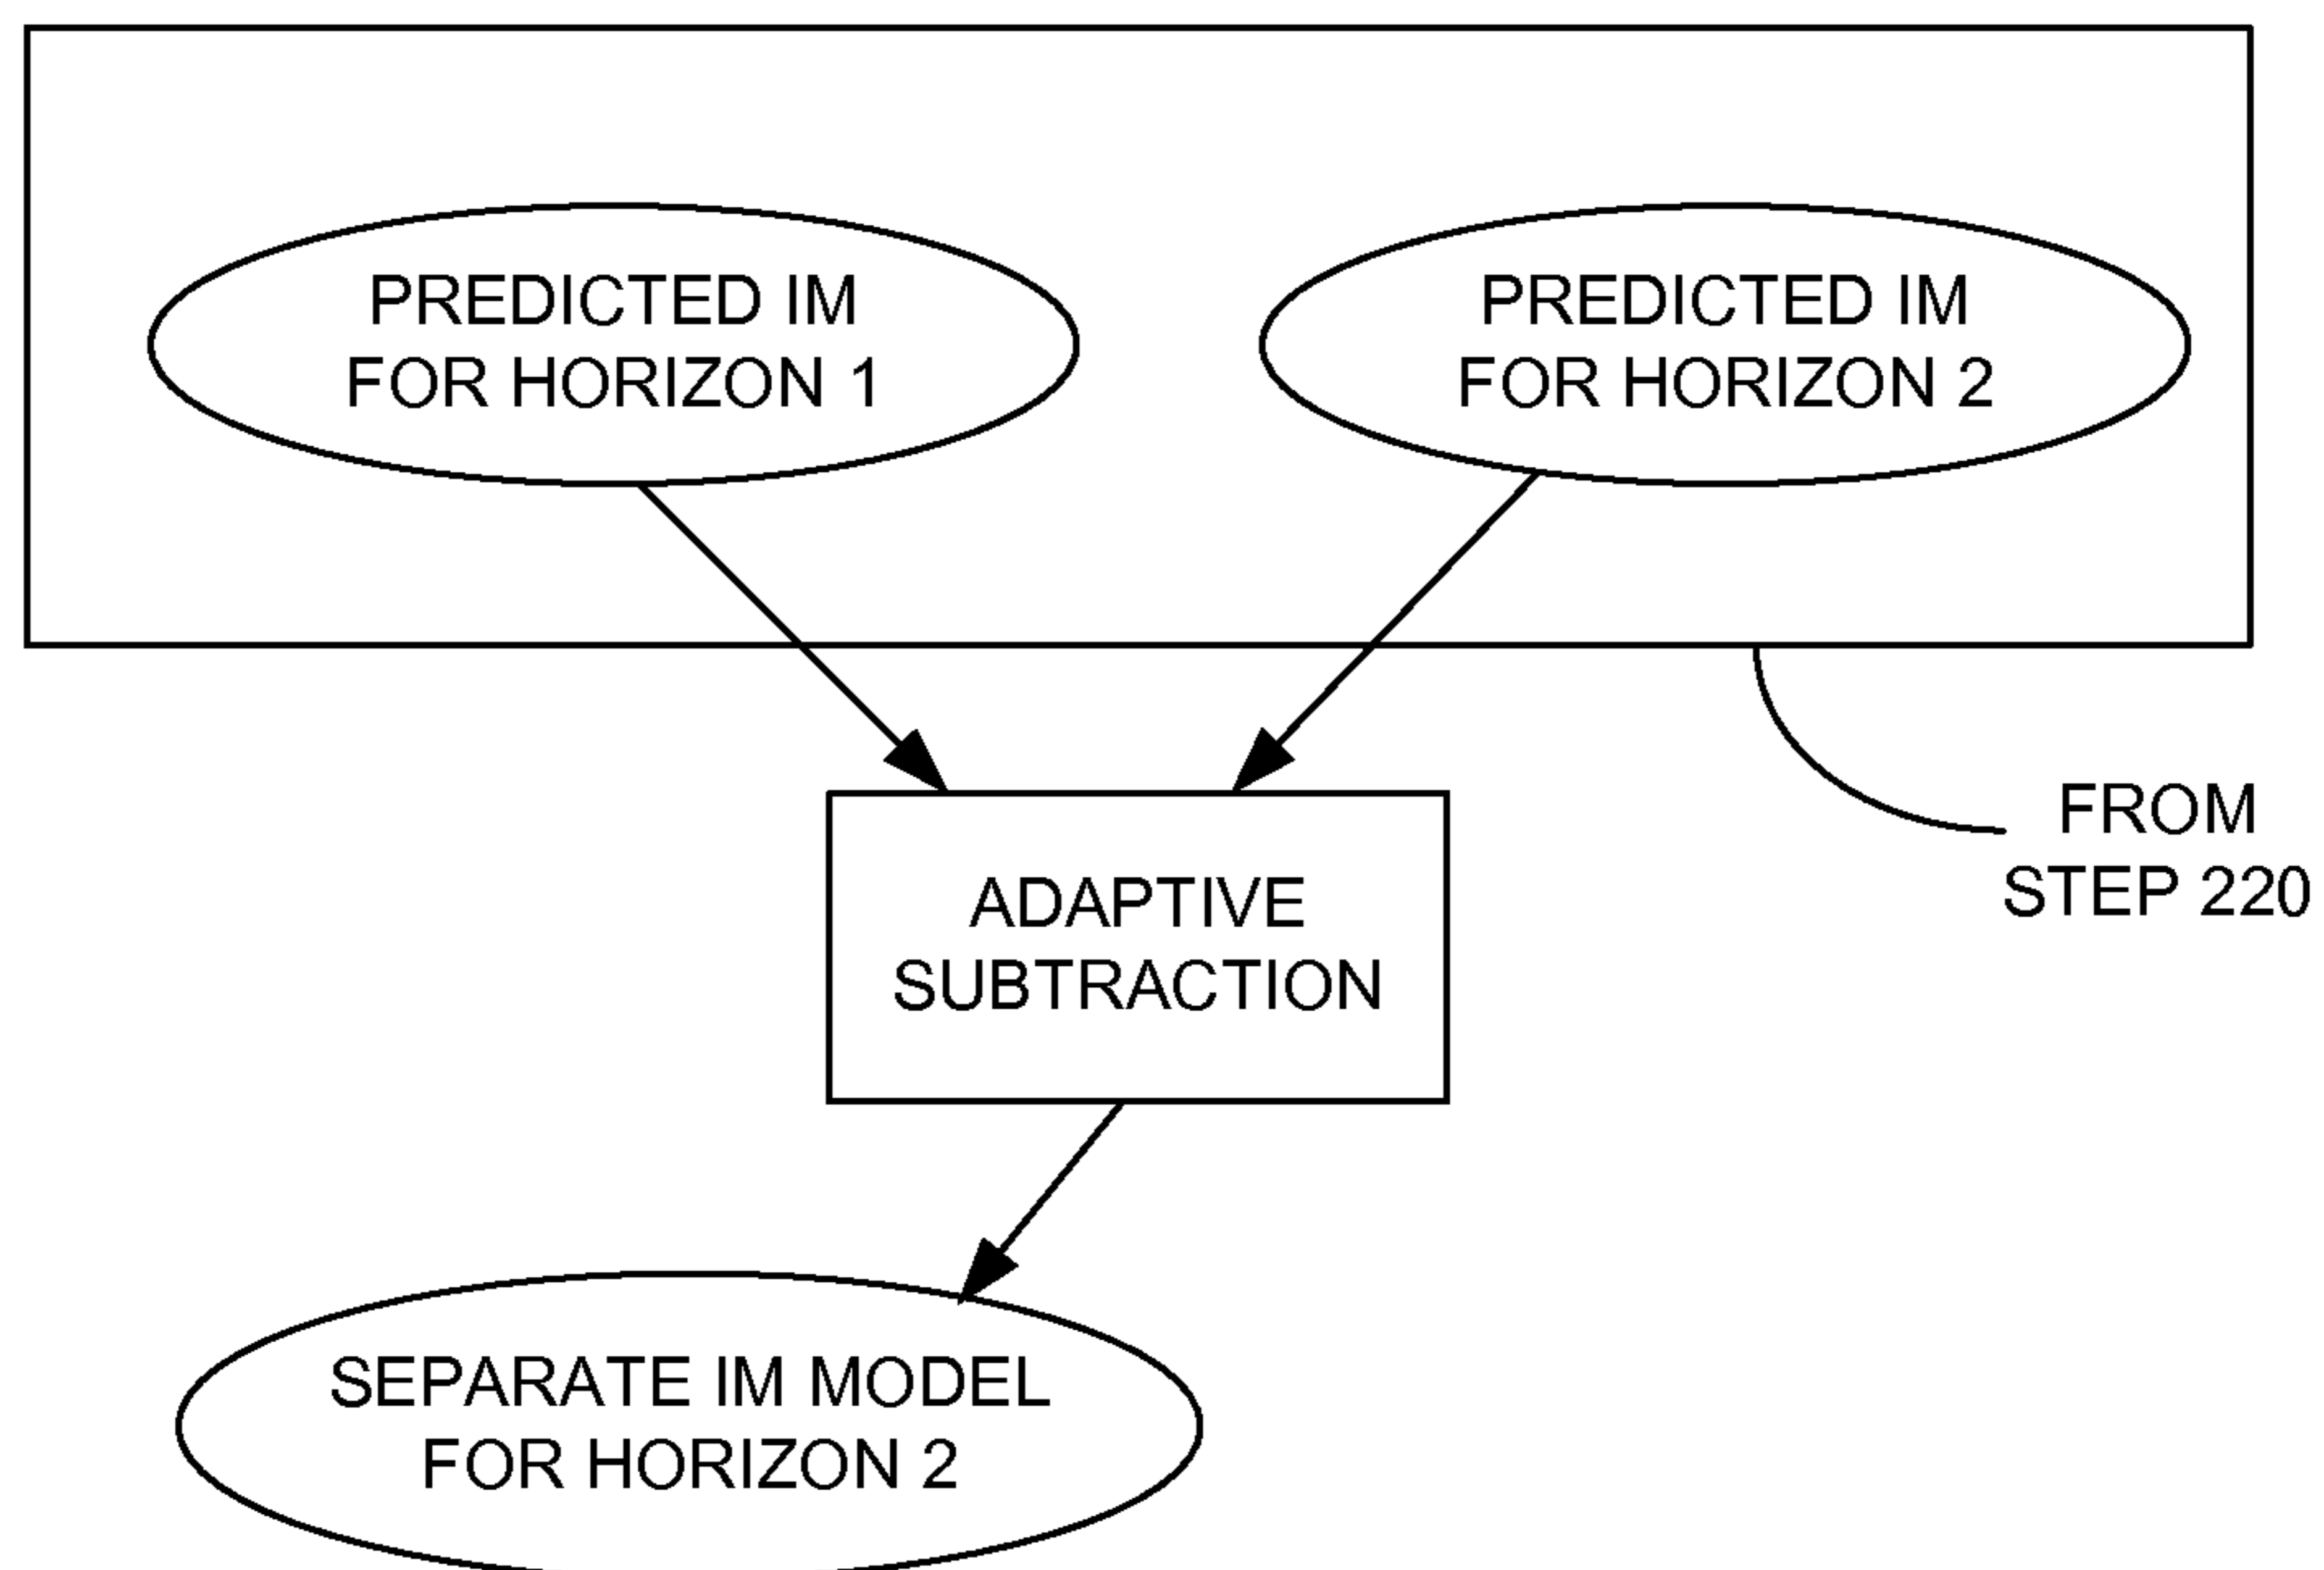 PREDICTED IM
FOR HORIZON 1
PREDICTED IM
FOR HORIZON 2
FROM
STEP 220
ADAPTIVE
SUBTRACTION
SEPARATE IM MODEL
FOR HORIZON 2